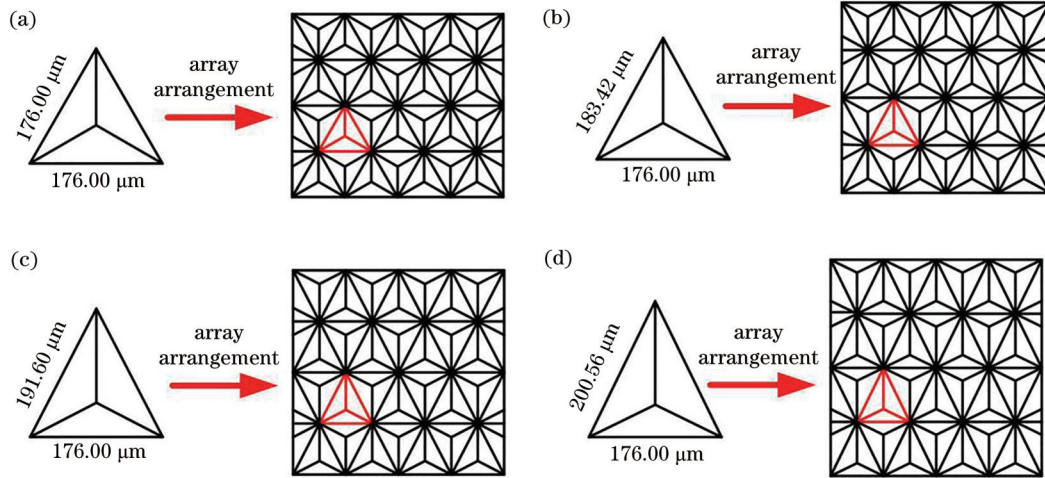 (a)
176.00 μm
176.00 μm
array
arrangement
(b)
183.42 μm
176.00 μm
array
arrangement
(c)
191.60 μm
176.00 μm
array
arrangement
(d)
200.56 μm
176.00 μm
array
arrangement